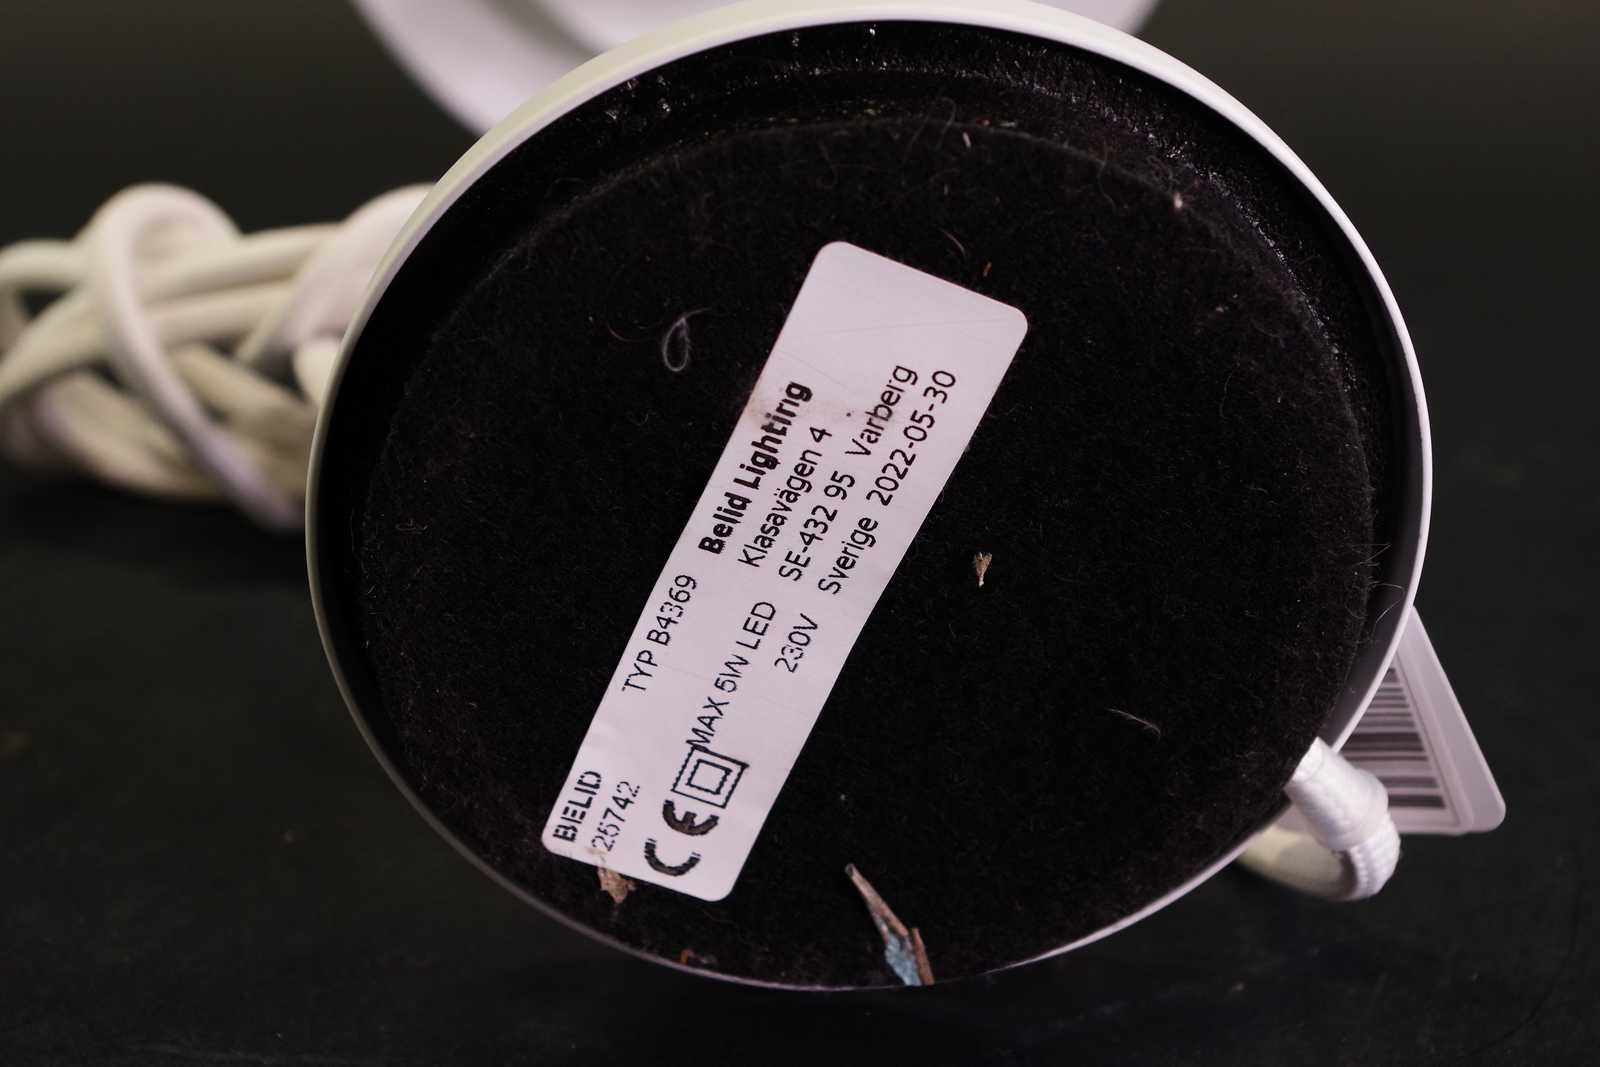 BELID TYP B4369 Belid Lighting
26742 Klasavägen 4
CE MAX 5W LED SE-432 95 Varberg
230V Sverige 2022-05-30